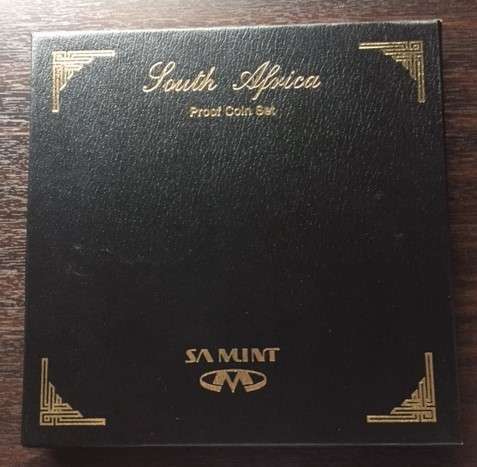 South Africa
Proof Coin Set
SA MINT